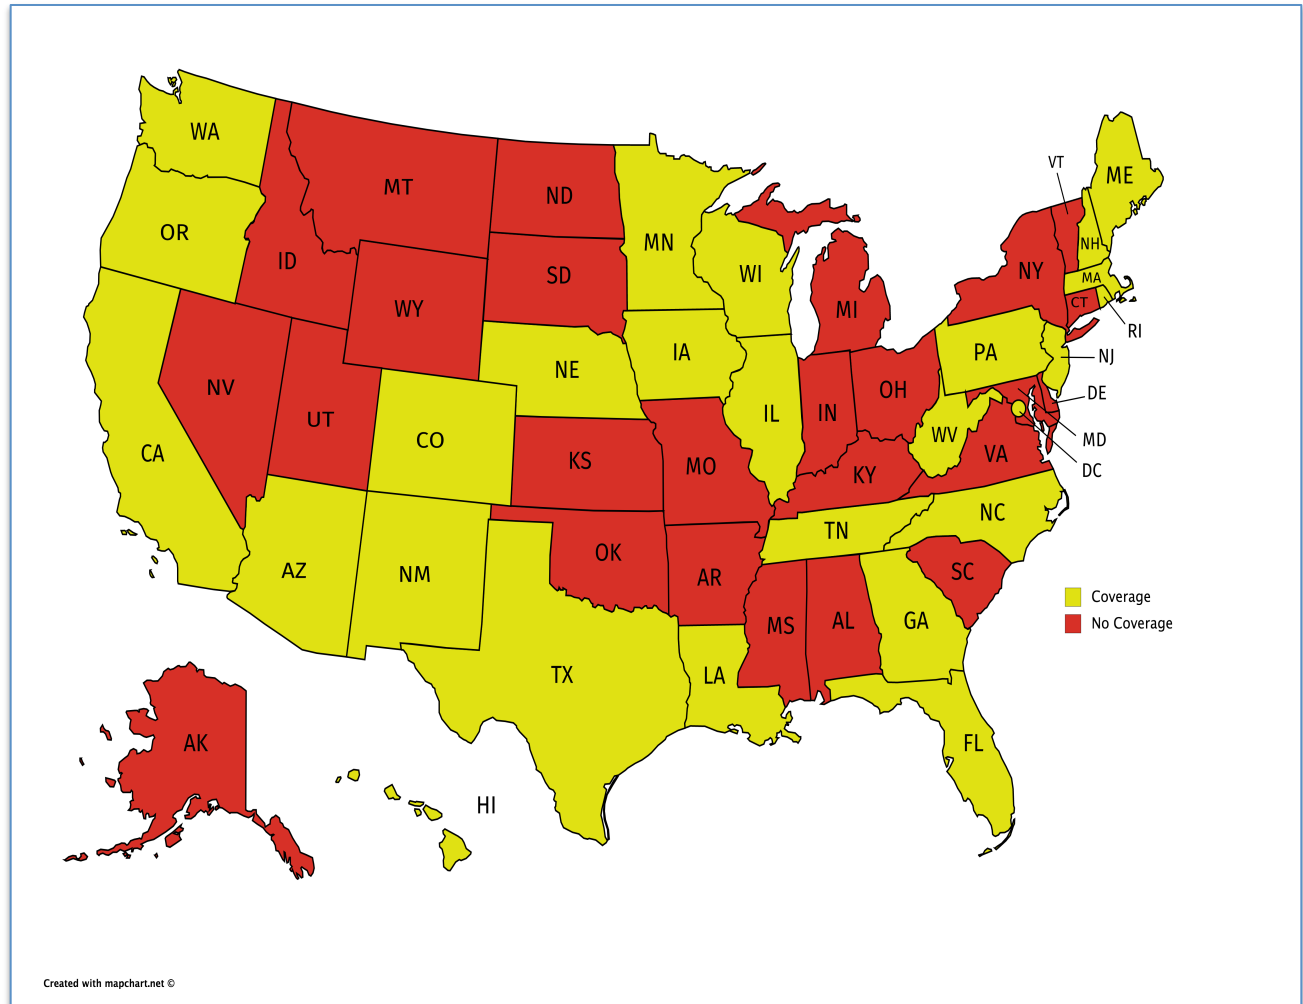 WA
MT
ND
MN
OR
ID
SD
WI
WY
MI
VT
ME
NH
NY
MA
CT
RI
NJ
PA
DE
MD
DC
NV
UT
CO
NE
IA
IL
IN
OH
WV
VA
CA
KS
MO
KY
NC
TN
AZ
NM
OK
AR
SC
MS
AL
GA
Coverage
No Coverage
TX
LA
FL
AK
HI
Created with mapchart.net ©